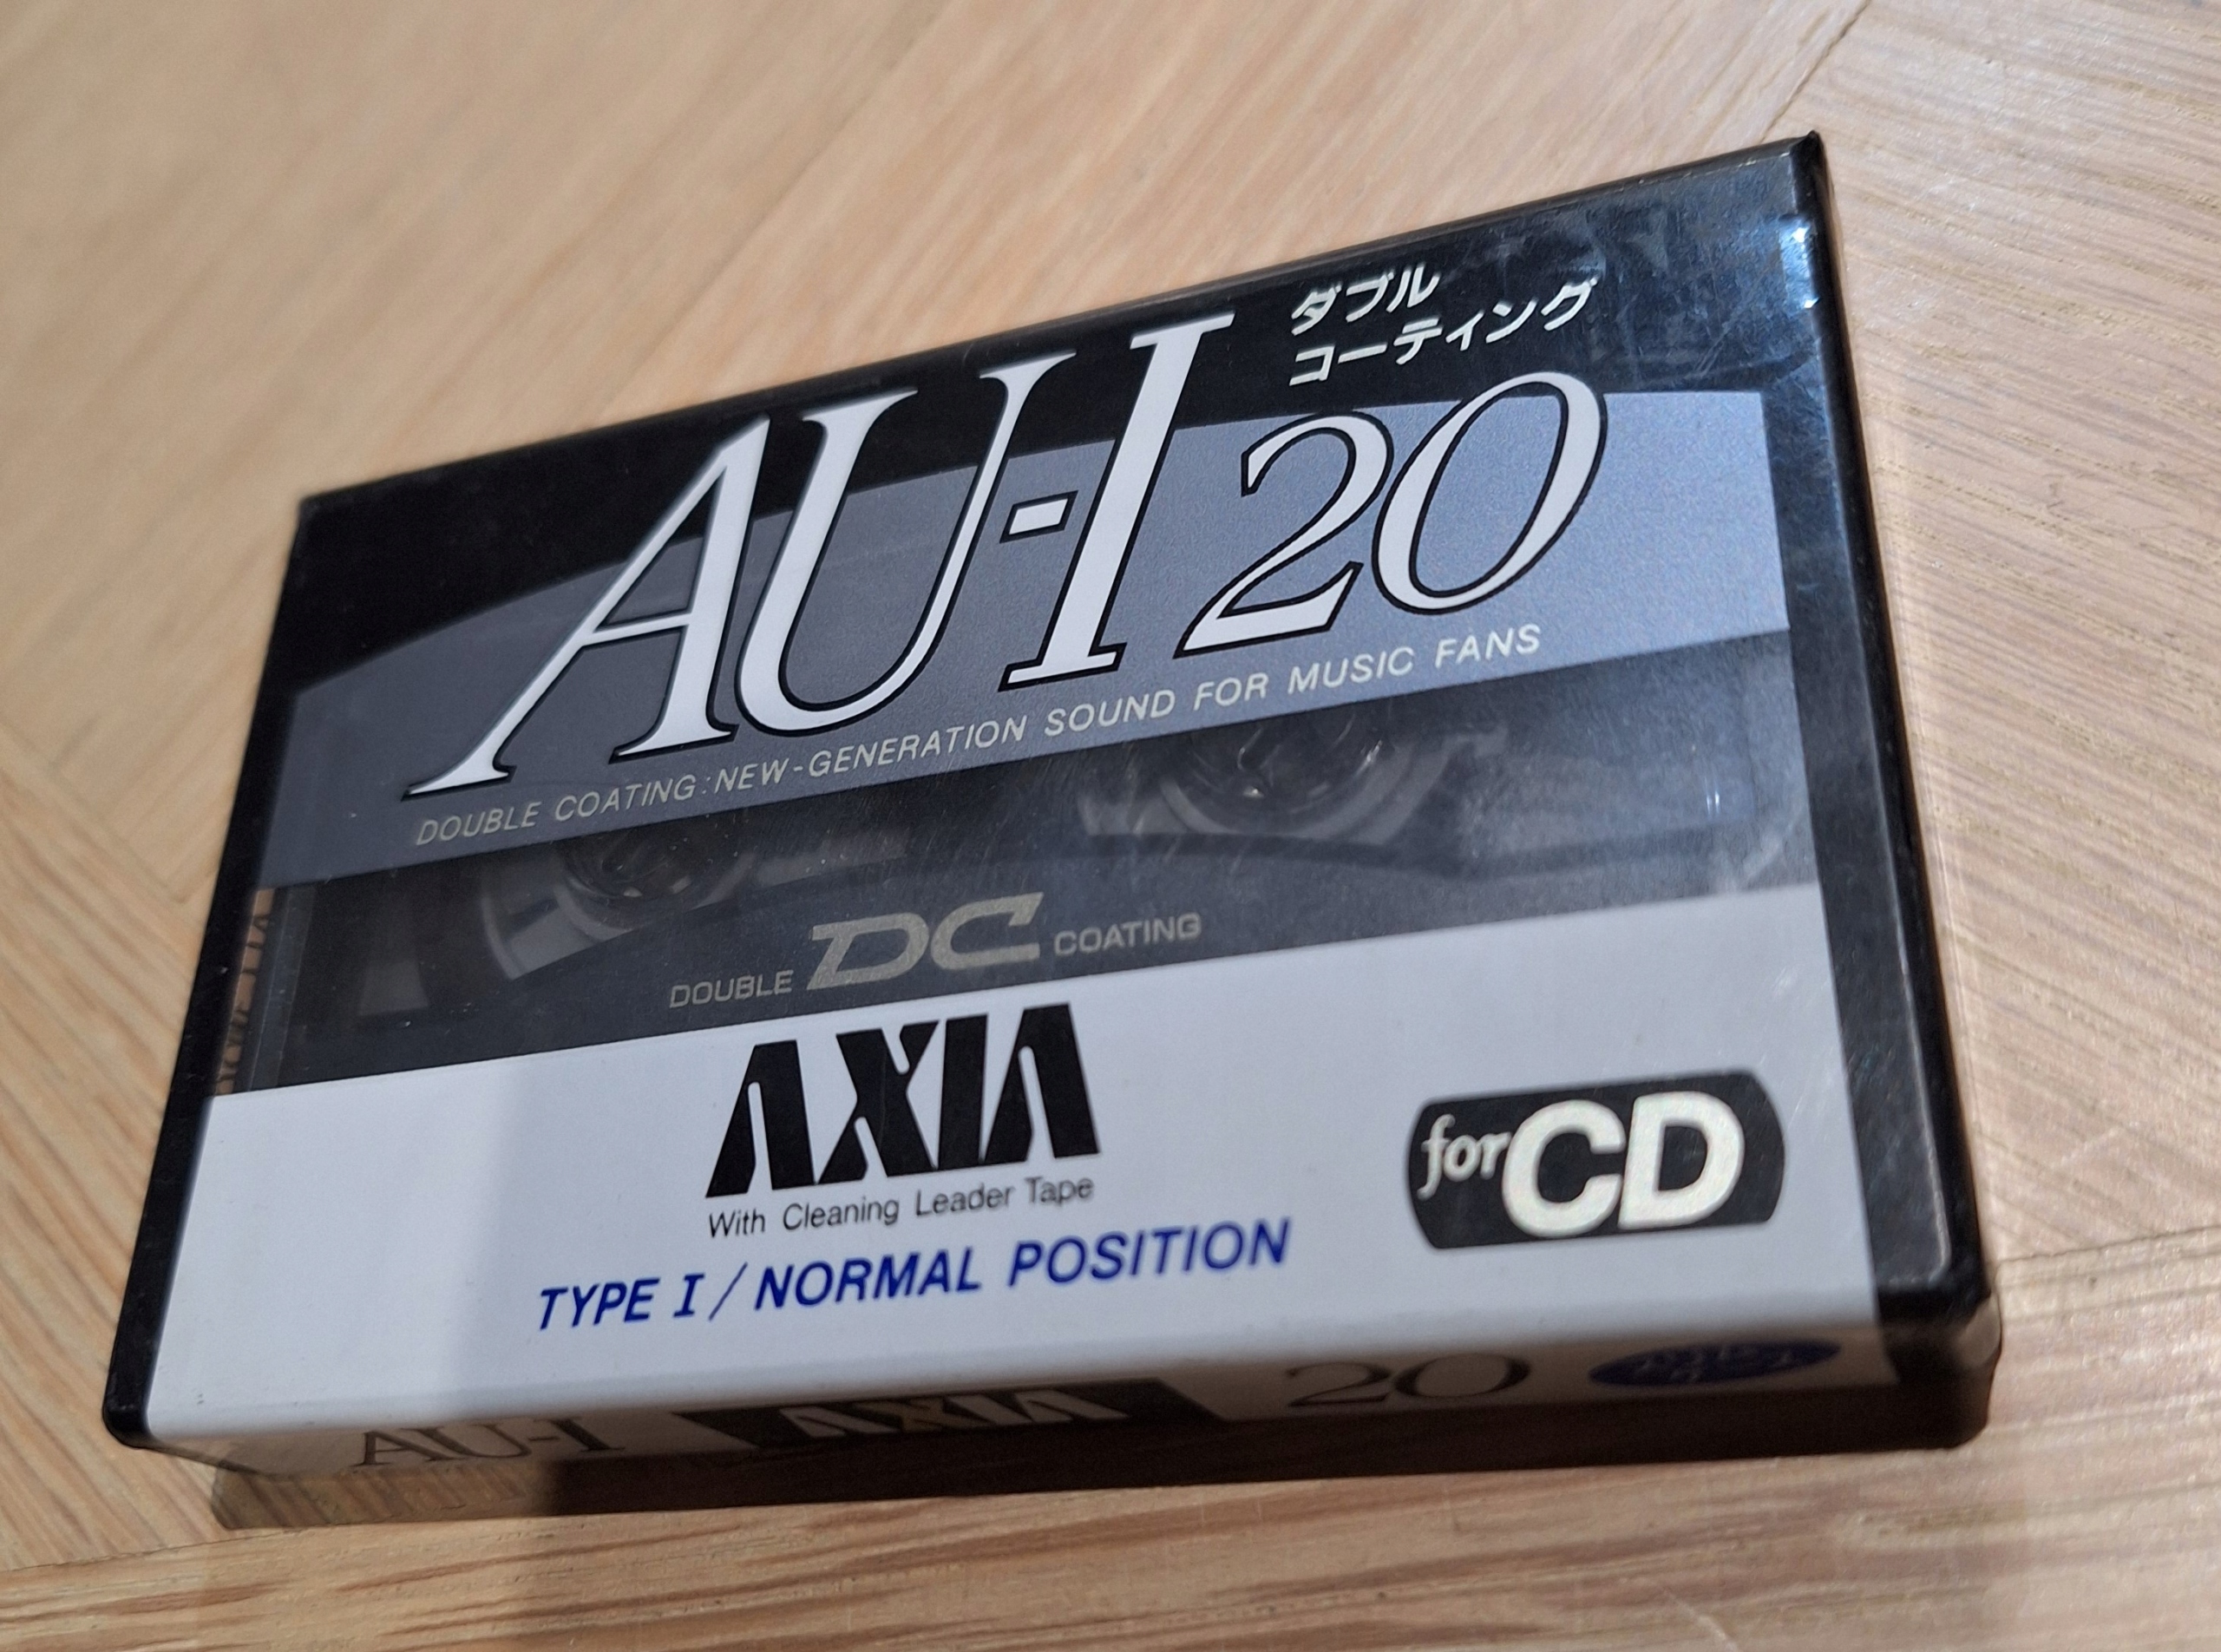 ダブル
コーティング
AU-I 20
DOUBLE COATING:NEW-GENERATION SOUND FOR MUSIC FANS
DOUBLE DC COATING
AXIA
With Cleaning Leader Tape
for CD
TYPE I/NORMAL POSITION
AU-I AXIA 20